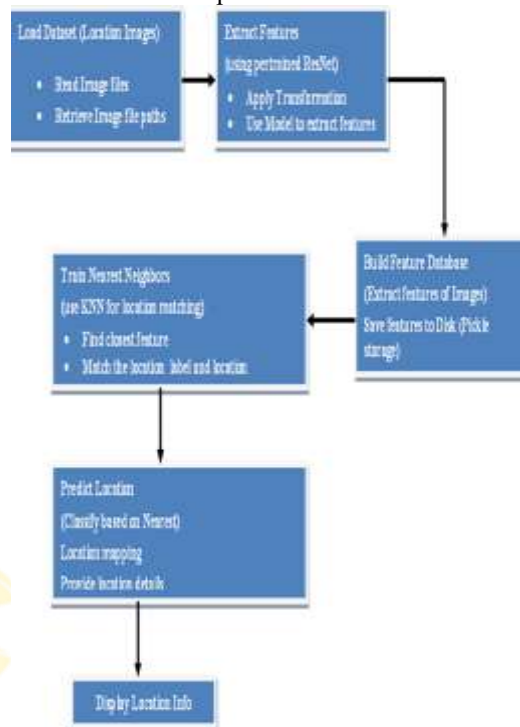 Load Dataset (Location Images)
• Read Image files
• Retrieve Image file paths
Extract Features
(using pertrained ResNet)
• Apply Transformation
• Use Model to extract features
Build Feature Database
(Extract features of Images)
Save features to Disk (Pickle
storage)
Train Nearest Neighbors
(use KNN for location matching)
• Find closest feature
• Match the location label and location
Predict Location
(Classify based on Nearest)
Location mapping
Provide location details
Display Location Info